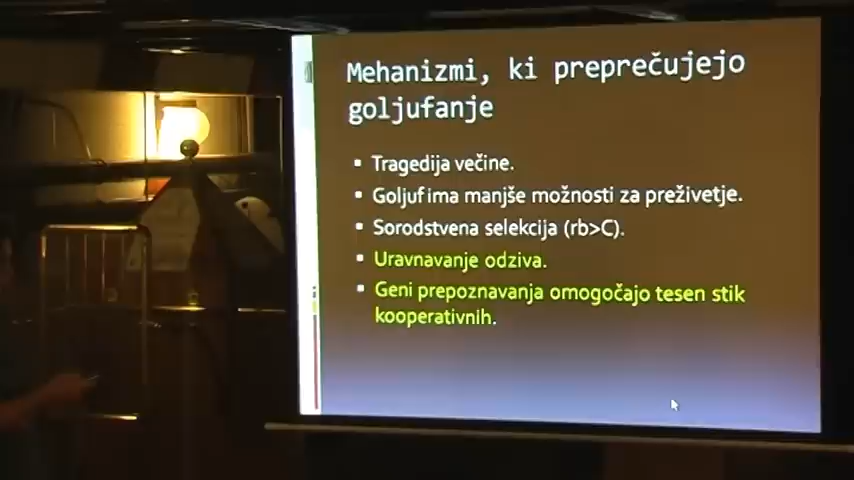 Mehanizmi, ki preprečujejo
goljufanje
Tragedija večine.
Goljuf ima manjše možnosti za preživetje.
Sorodstvena selekcija (rb>C).
Uravnavanje odziva.
Geni prepoznavanja omogočajo tesen stik
kooperativnih.